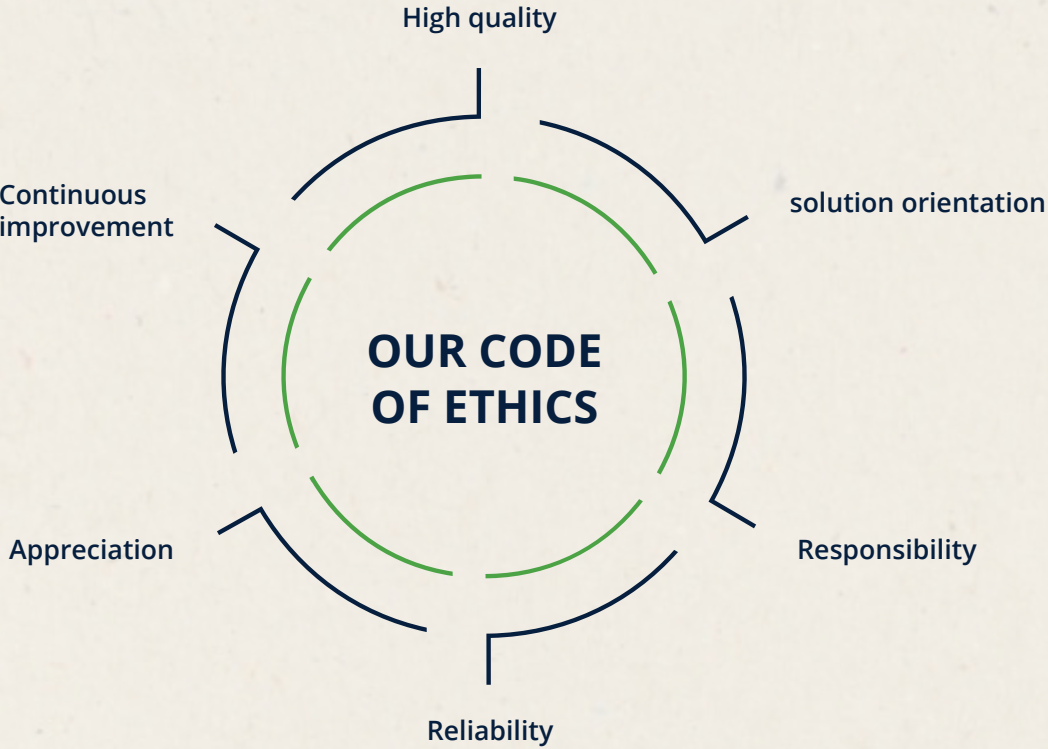 High quality
Continuous
improvement
solution orientation
OUR CODE
OF ETHICS
Appreciation
Responsibility
Reliability